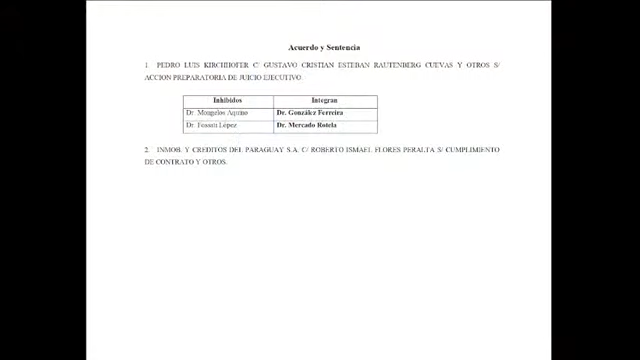 Acuerdo y Sentencia
1. PEDRO LUIS KIRCHHOFER C/ GUSTAVO CRISTIAN ESTEBAN RAUTENBERG CUEVAS Y OTROS S/
ACCION PREPARATORIA DE JUICIO EJECUTIVO
Inhibidos Integran
Dr. Mongelos Aquino Dr. González Ferreira
Dr. Fossati López Dr. Mercado Rotela
2. INMOB. Y CREDITOS DEL PARAGUAY S.A. C/ ROBERTO ISMAEL FLORES PERALTA S/ CUMPLIMIENTO
DE CONTRATO Y OTROS.